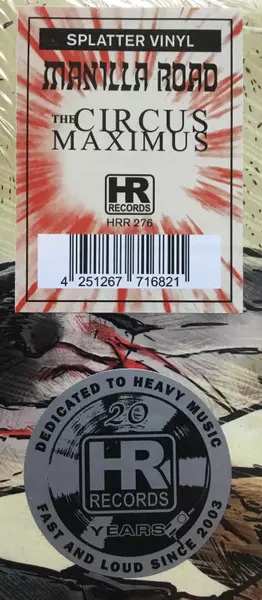 SPLATTER VINYL
MANILLA ROAD
THE CIRCUS
MAXIMUS
HR
RECORDS
HRR 276
4 251267 716821
DEDICATED TO HEAVY MUSIC
20
HR
RECORDS
YEARS
FAST AND LOUD SINCE 2003